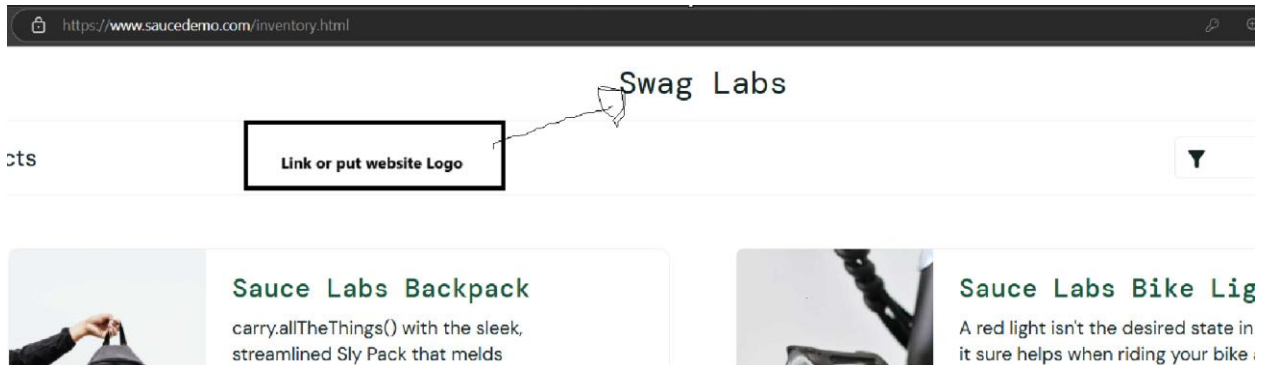 https://www.saucedemo.com/inventory.html
Swag Labs
cts
Link or put website Logo
Sauce Labs Backpack
carry.allTheThings() with the sleek,
streamlined Sly Pack that melds
Sauce Labs Bike Lig
A red light isn't the desired state in
it sure helps when riding your bike